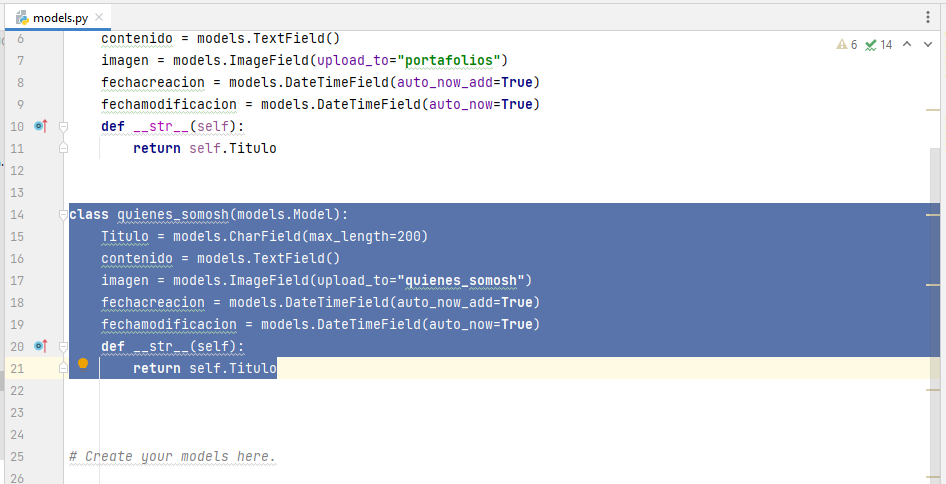 models.py
6 contenido = models.TextField()
7 imagen = models.ImageField(upload_to="portafolios")
8 fechacreacion = models.DateTimeField(auto_now_add=True)
9 fechamodificacion = models.DateTimeField(auto_now=True)
10 def __str__(self):
11 return self.Titulo
12
13
14 class quienes_somosh(models.Model):
15 Titulo = models.CharField(max_length=200)
16 contenido = models.TextField()
17 imagen = models.ImageField(upload_to="quienes_somosh")
18 fechacreacion = models.DateTimeField(auto_now_add=True)
19 fechamodificacion = models.DateTimeField(auto_now=True)
20 def __str__(self):
21 return self.Titulo
22
23
24
25 # Create your models here.
26
6 14